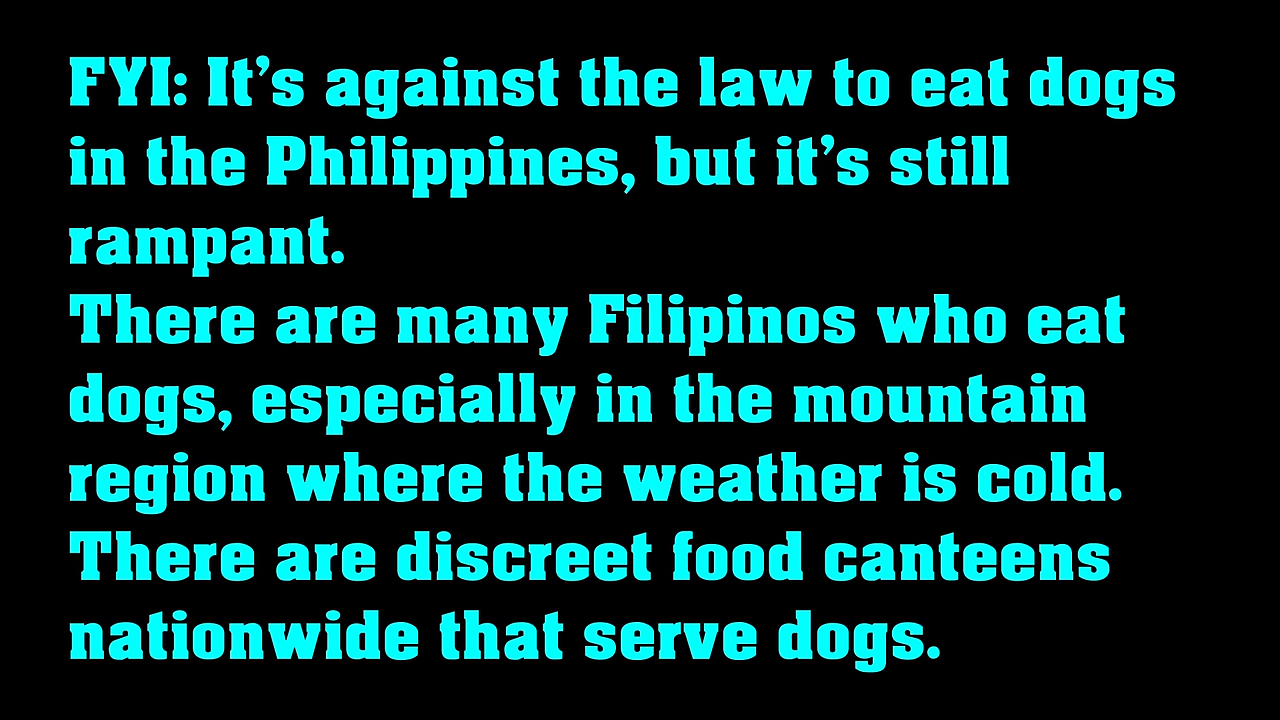 FYI: It’s against the law to eat dogs
in the Philippines, but it’s still
rampant.
There are many Filipinos who eat
dogs, especially in the mountain
region where the weather is cold.
There are discreet food canteens
nationwide that serve dogs.